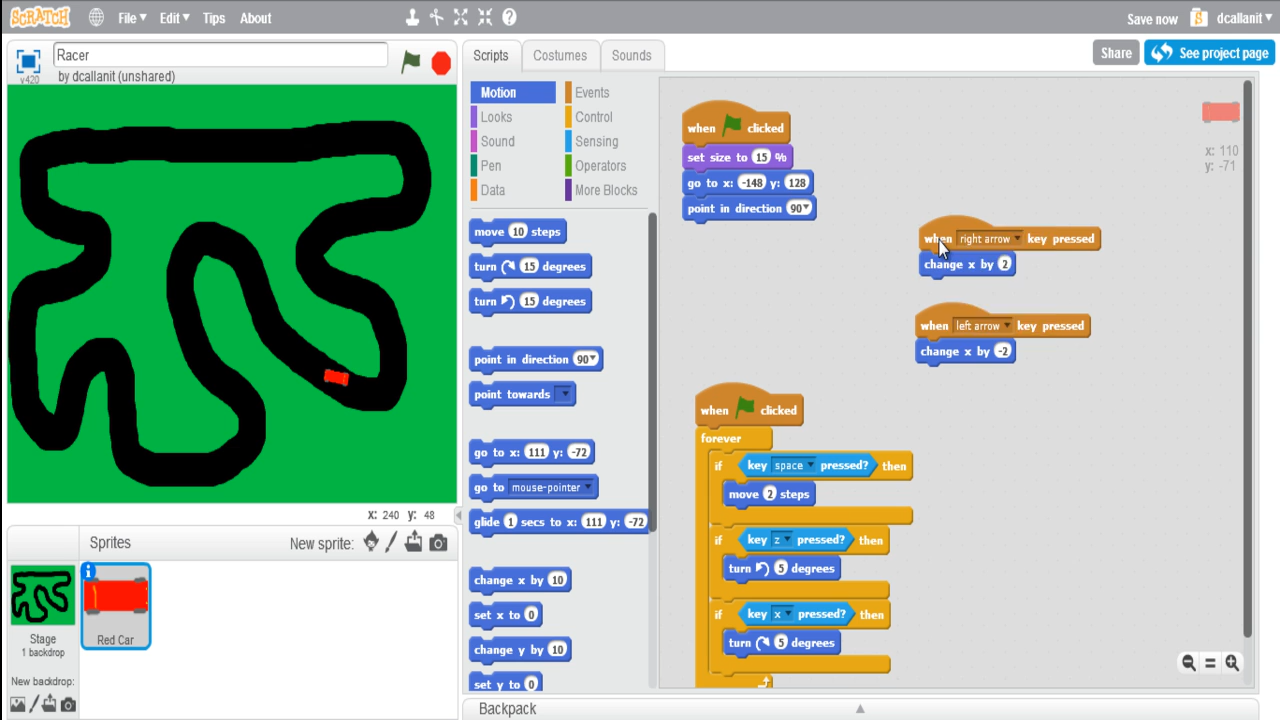 SCRATCH File Edit Tips About Save now dcallanit
v420 Racer
by dcallanit (unshared)
Scripts Costumes Sounds Share See project page
Motion Events
Looks Control
Sound Sensing
Pen Operators
Data More Blocks
move 10 steps
turn 15 degrees
turn 15 degrees
point in direction 90
point towards
go to x: 111 y: -72
go to mouse-pointer
glide 1 secs to x: 111 y: -72
change x by 10
set x to 0
change y by 10
set y to 0
when clicked
set size to 15 %
go to x: -148 y: 128
point in direction 90
when right arrow key pressed
change x by 2
when left arrow key pressed
change x by -2
when clicked
forever
if key space pressed? then
move 2 steps
if key z pressed? then
turn 5 degrees
if key x pressed? then
turn 5 degrees
x: 110
y: -71
x: 240 y: 48
Sprites New sprite:
Stage
1 backdrop
New backdrop:
Red Car
Backpack